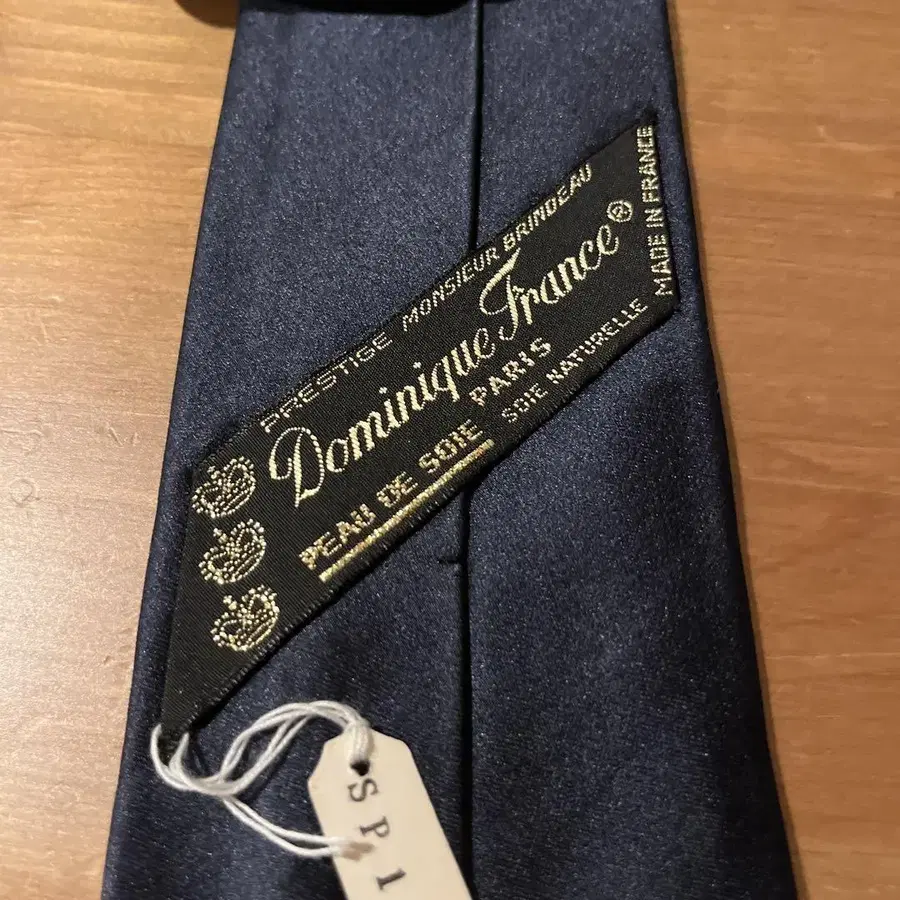 PRESTIGE MONSIEUR BRINDEAU
Dominique France®
PARIS
PEAU DE SOIE
SOIE NATURELLE
MADE IN FRANCE
SP1